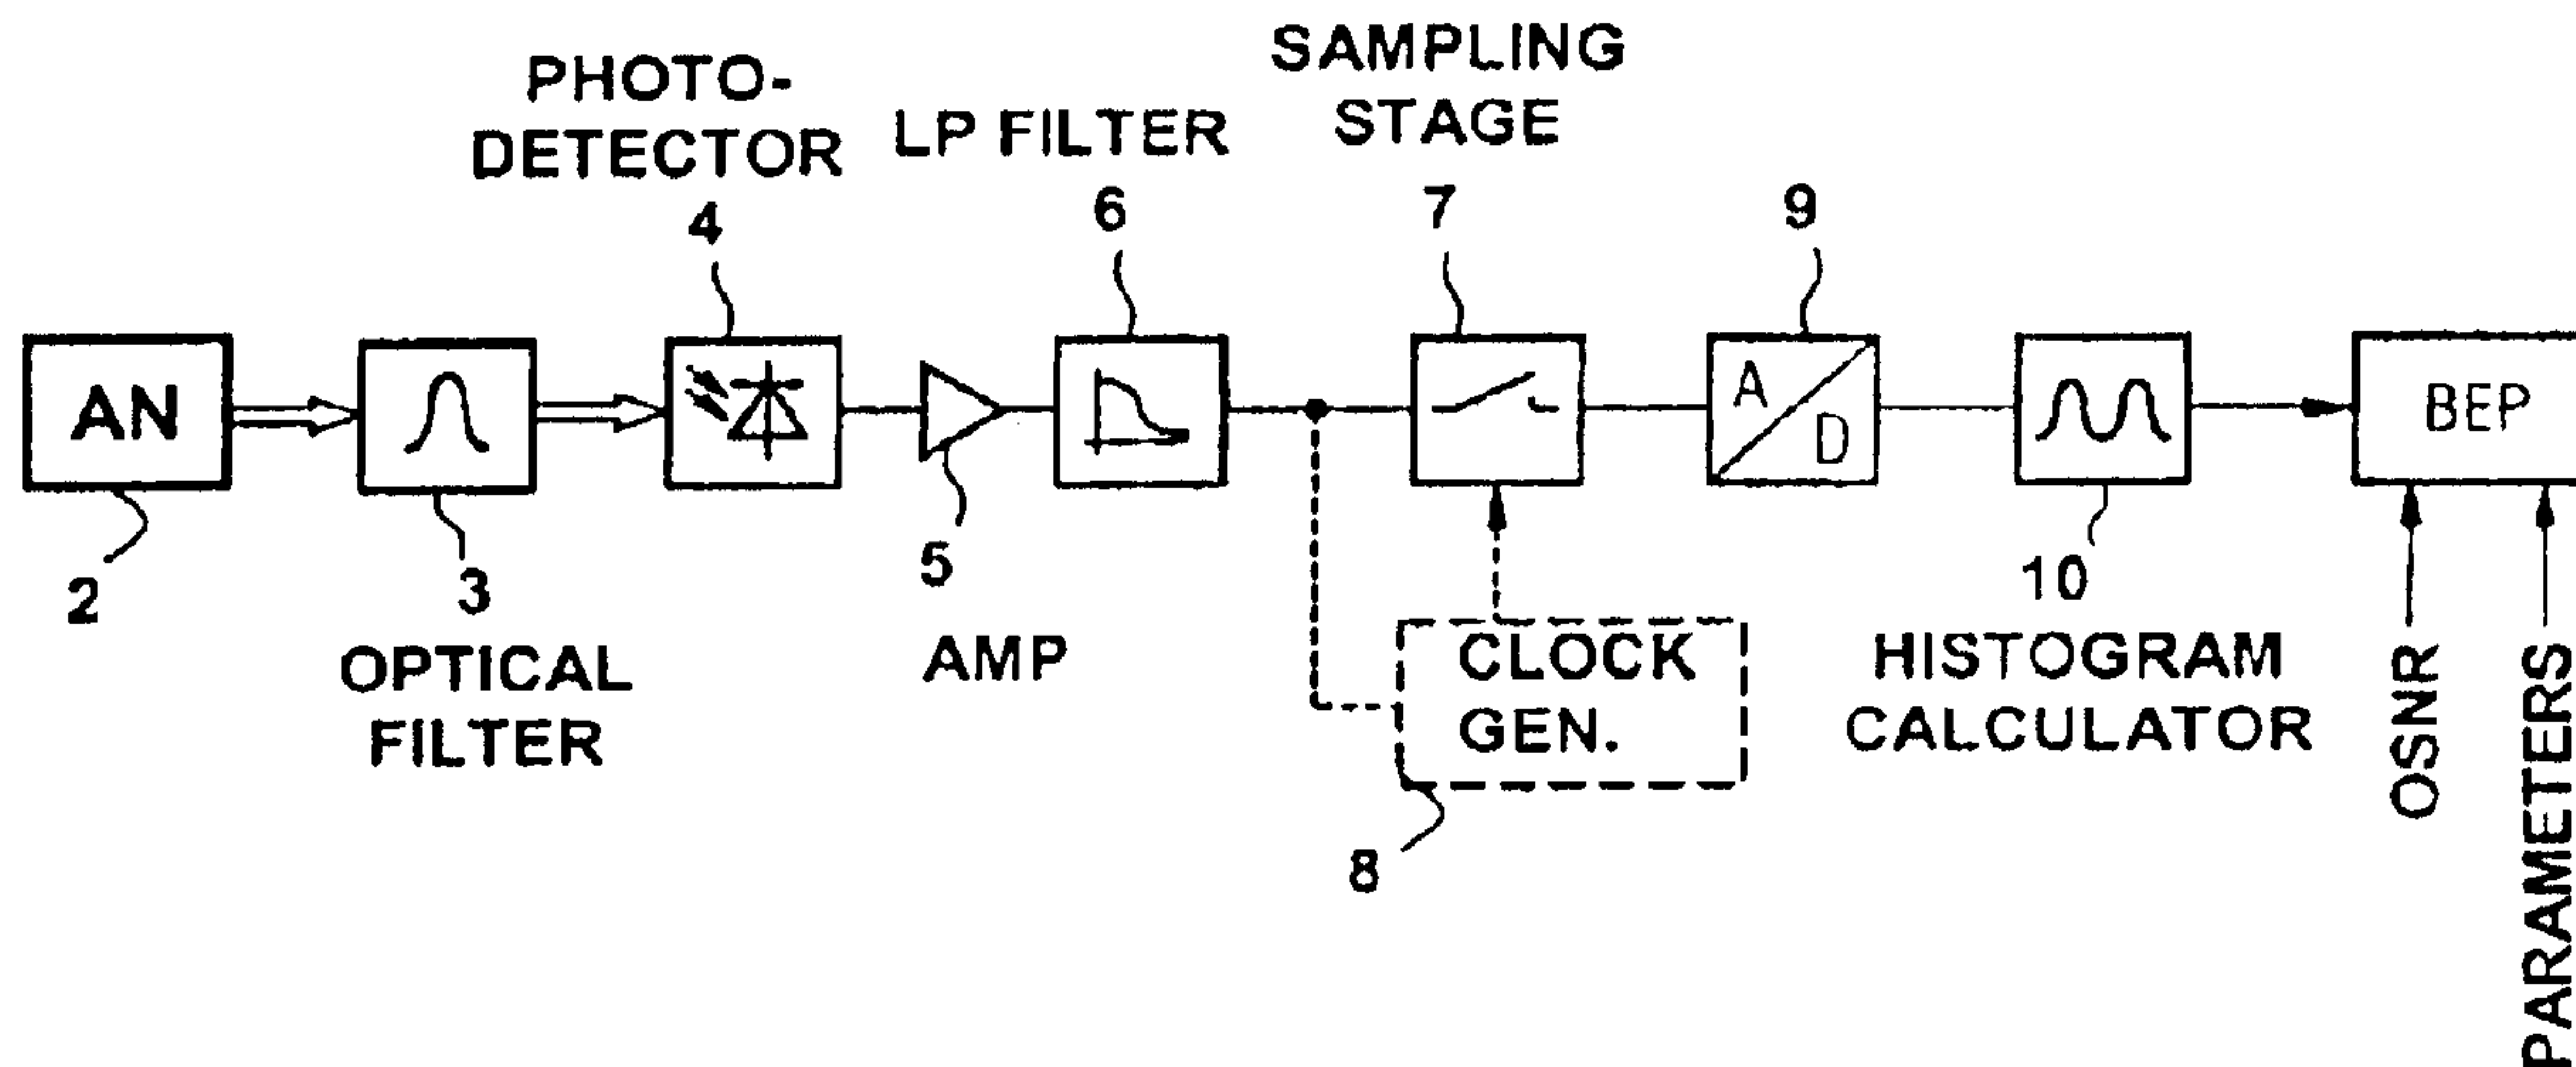 PHOTO-
DETECTOR
4
LP FILTER
6
SAMPLING
STAGE
7
9
AN
A
D
BEP
2
3
OPTICAL
FILTER
5
AMP
CLOCK
GEN.
8
10
HISTOGRAM
CALCULATOR
OSNR
PARAMETERS